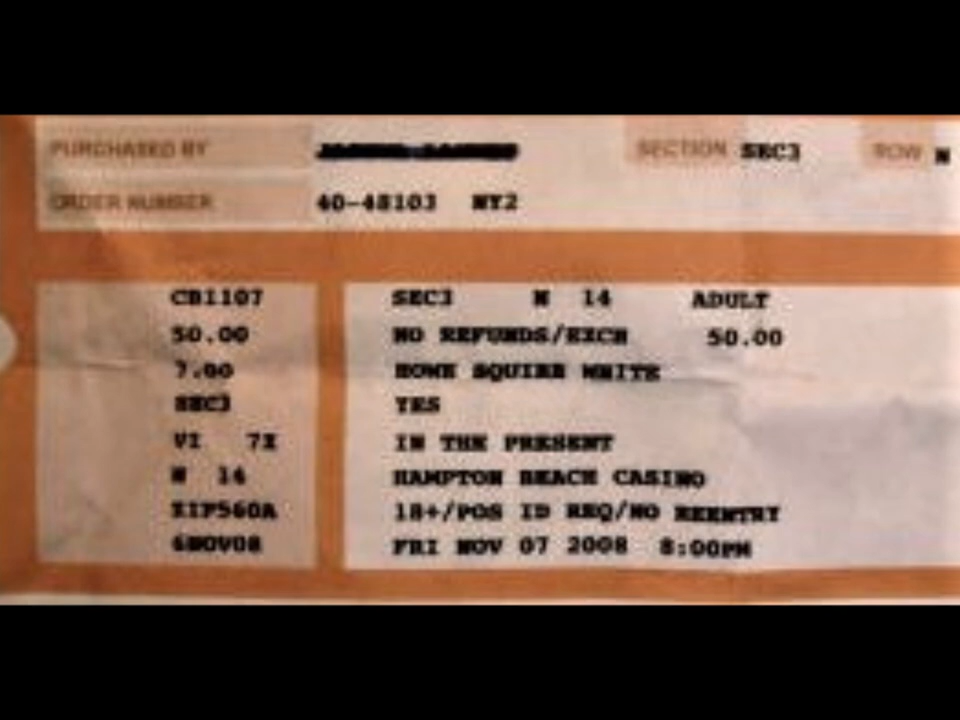 PURCHASED BY SECTION SEC3 ROW N
ORDER NUMBER 40-48103 NY2
CB1107
50.00
7.00
SEC3
VI 7X
N 14
ZIP560A
6NOV08
SEC3 N 14 ADULT
NO REFUNDS/EXCH 50.00
HOWE SQUIRE WHITE
YES
IN THE PRESENT
HAMPTON BEACH CASINO
18+/POS ID REQ/NO REENTRY
FRI NOV 07 2008 8:00PM